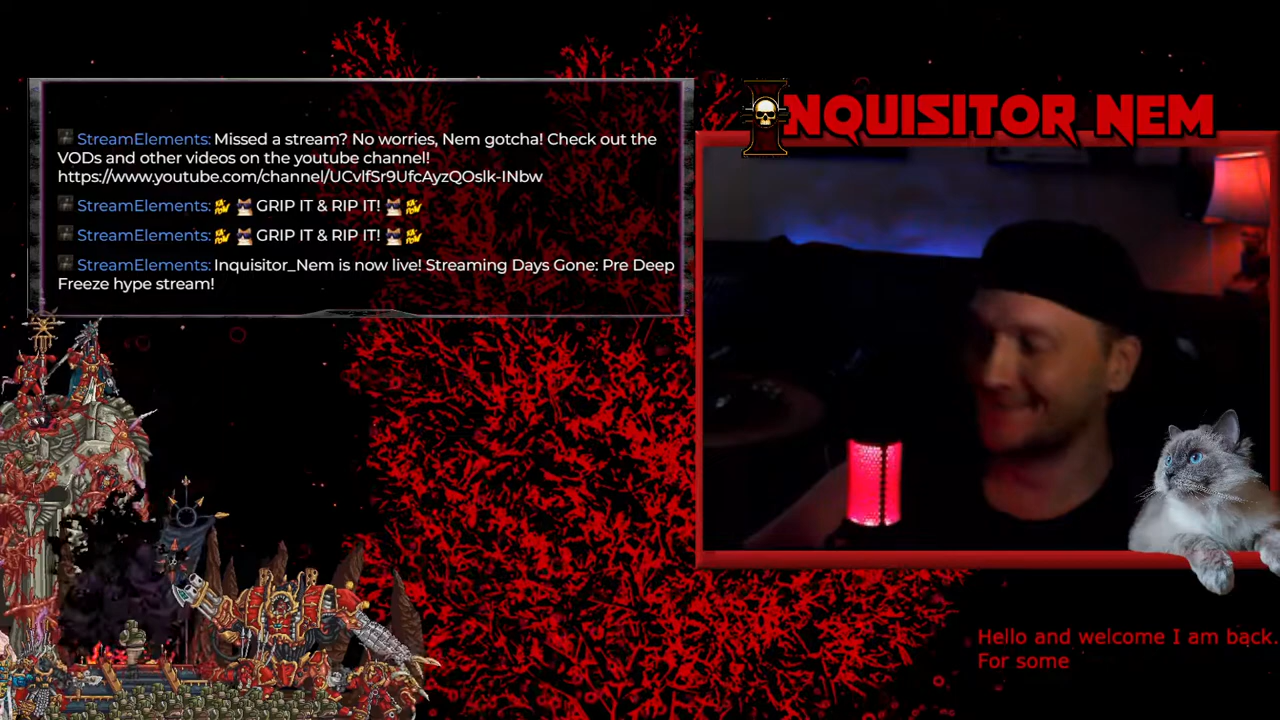 StreamElements: Missed a stream? No worries, Nem gotcha! Check out the
VODs and other videos on the youtube channel!
https://www.youtube.com/channel/UCvlfSr9UfcAyzQOslk-INbw
StreamElements: GRIP IT & RIP IT!
StreamElements: GRIP IT & RIP IT!
StreamElements: Inquisitor_Nem is now live! Streaming Days Gone: Pre Deep
Freeze hype stream!
INQUISITOR NEM
Hello and welcome I am back.
For some